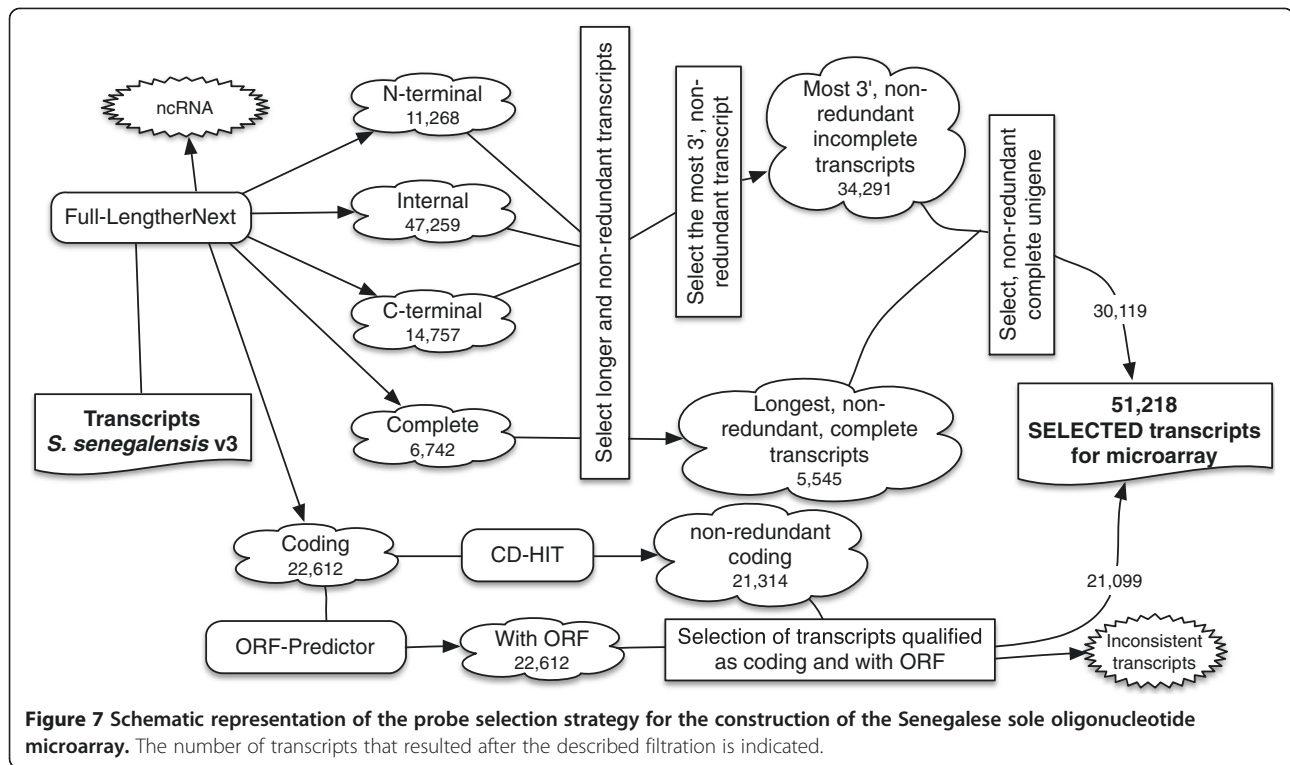 ncRNA
Full-LengtherNext
Transcripts
S. senegalensis v3
N-terminal
11,268
Internal
47,259
C-terminal
14,757
Complete
6,742
Select longer and non-redundant transcripts
Select the most 3', non-
redundant transcript
Most 3', non-
redundant
incomplete
transcripts
34,291
Longest, non-
redundant, complete
transcripts
5,545
Select, non-redundant
complete unigene
30,119
51,218
SELECTED transcripts
for microarray
Coding
22,612
CD-HIT
non-redundant
coding
21,314
21,099
ORF-Predictor
With ORF
22,612
Selection of transcripts qualified
as coding and with ORF
Inconsistent
transcripts
Figure 7 Schematic representation of the probe selection strategy for the construction of the Senegalese sole oligonucleotide
microarray. The number of transcripts that resulted after the described filtration is indicated.